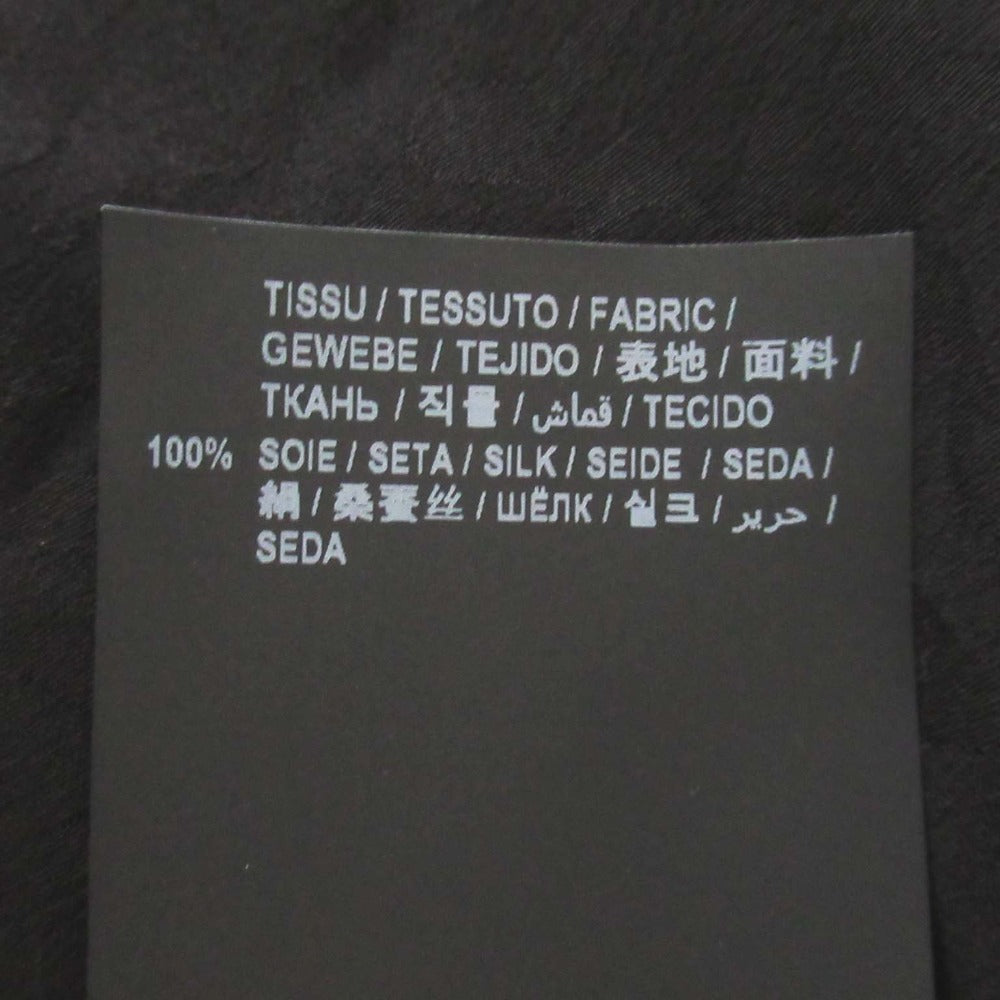 TISSU / TESSUTO / FABRIC /
GEWEBE / TEJIDO / 表地 / 面料 /
ТКАНЬ / 직물 / قماش / TECIDO
100% SOIE / SETA / SILK / SEIDE / SEDA /
絹 / 桑蚕丝 / ШЁЛК / 실크 / حرير /
SEDA